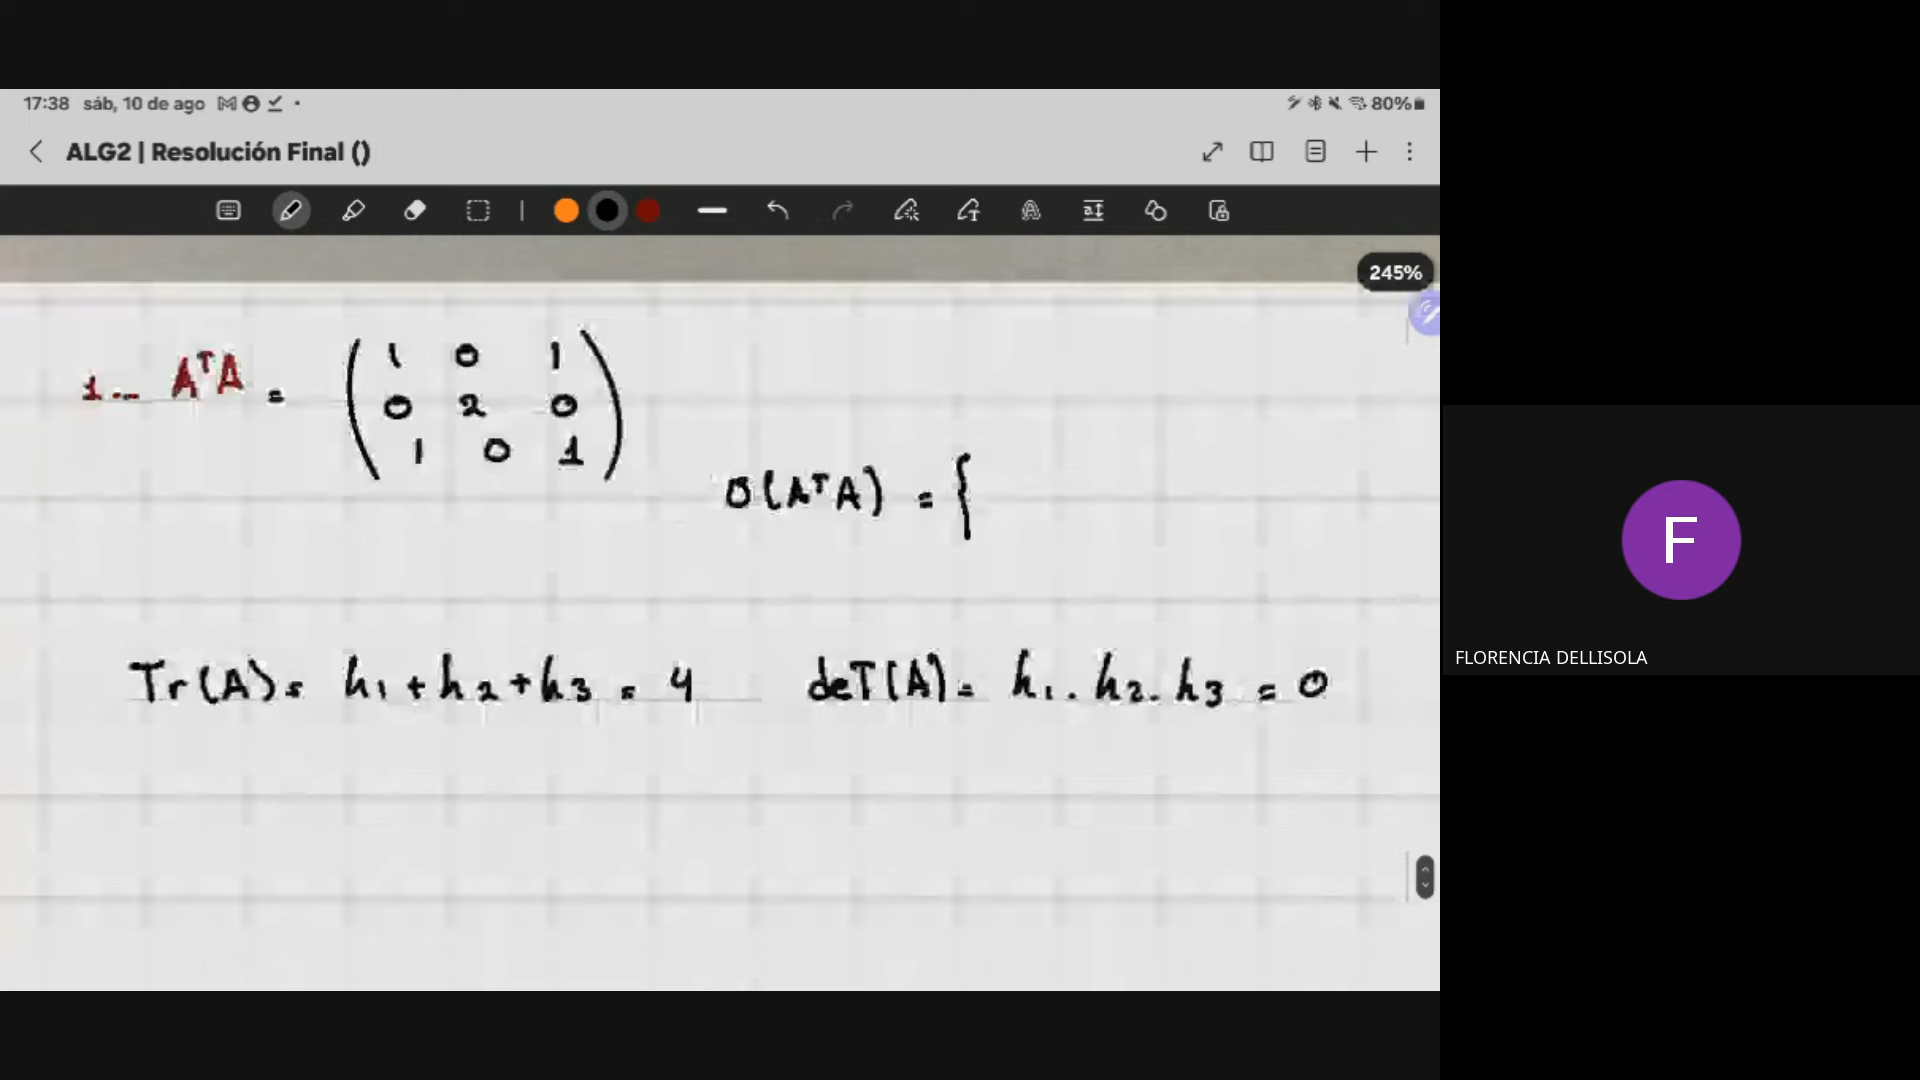 17:38 sáb, 10 de ago
80%
ALG2 | Resolución Final ()
245%
1... AᵀA = ( 1 0 1
0 2 0
1 0 1 )
σ(AᵀA) = {
Tr(A) = λ1 + λ2 + λ3 = 4 deT(A) = λ1 . λ2 . λ3 = 0
F
FLORENCIA DELLISOLA